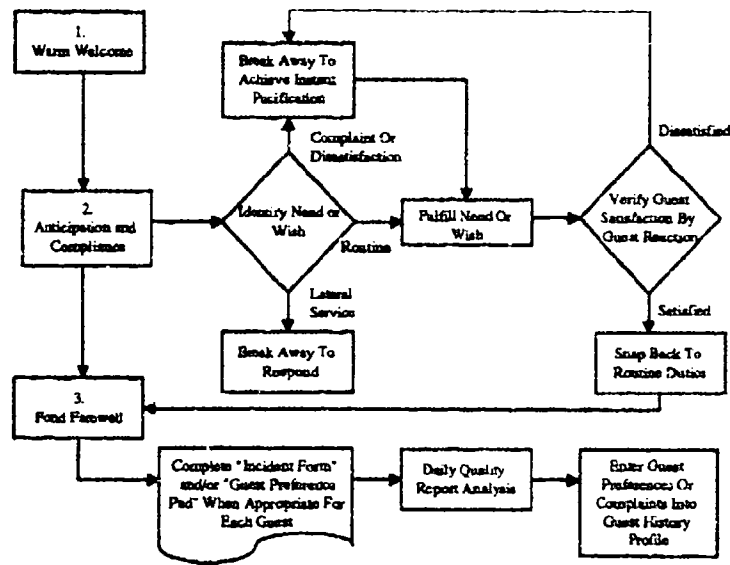 1.
Warm Welcome
Break Away To
Achieve Instant
Pacification
Complaint Or
Dissatisfaction
Dissatisfied
2.
Anticipation and
Compliance
Identify Need or
Wish
Routine
Fulfill Need Or
Wish
Verify Guest
Satisfaction By
Guest Reaction
Lateral
Service
Satisfied
Break Away To
Respond
Snap Back To
Routine Duties
3.
Fond Farewell
Complete "Incident Form"
and/or "Guest Preference
Pad" When Appropriate For
Each Guest
Daily Quality
Report Analysis
Enter Guest
Preferences Or
Complaints Into
Guest History
Profile